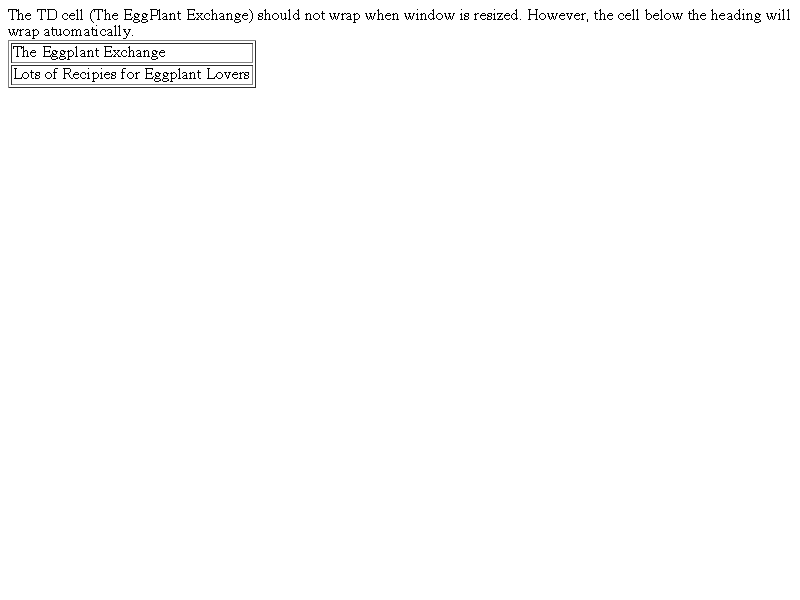 The TD cell (The EggPlant Exchange) should not wrap when window is resized. However, the cell below the heading will
wrap atuomatically.
The Eggplant Exchange
Lots of Recipies for Eggplant Lovers